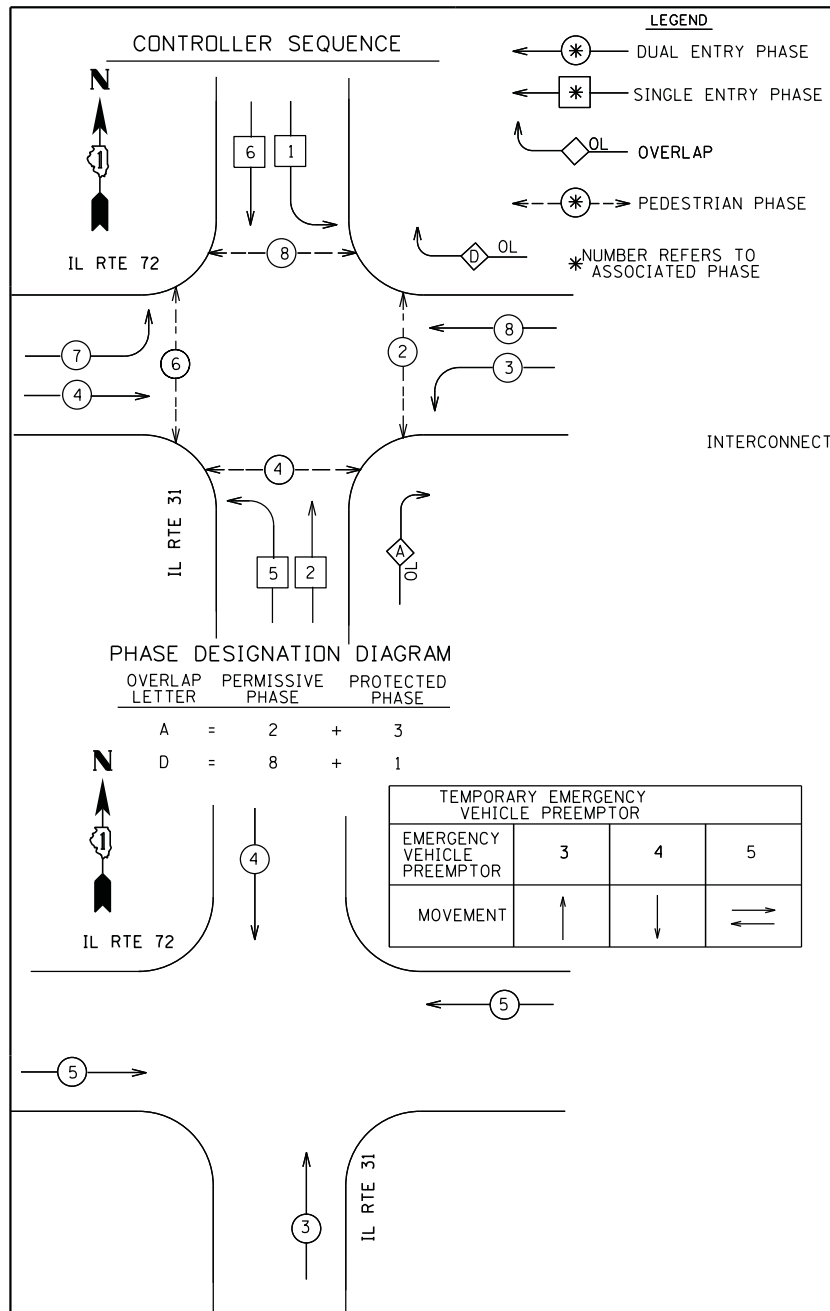 CONTROLLER SEQUENCE
LEGEND
* DUAL ENTRY PHASE
* SINGLE ENTRY PHASE
OL OVERLAP
* PEDESTRIAN PHASE
* NUMBER REFERS TO
ASSOCIATED PHASE
N
1
6 1
8
D OL
IL RTE 72
7
4
6
2
8
3
4
INTERCONNECT
IL RTE 31
5 2
A
OL
PHASE DESIGNATION DIAGRAM
OVERLAP PERMISSIVE PROTECTED
LETTER PHASE PHASE
A = 2 + 3
D = 8 + 1
N
1
4
IL RTE 72
TEMPORARY EMERGENCY
VEHICLE PREEMPTOR
EMERGENCY
VEHICLE
PREEMPTOR
3 4 5
MOVEMENT
5
5
3
IL RTE 31